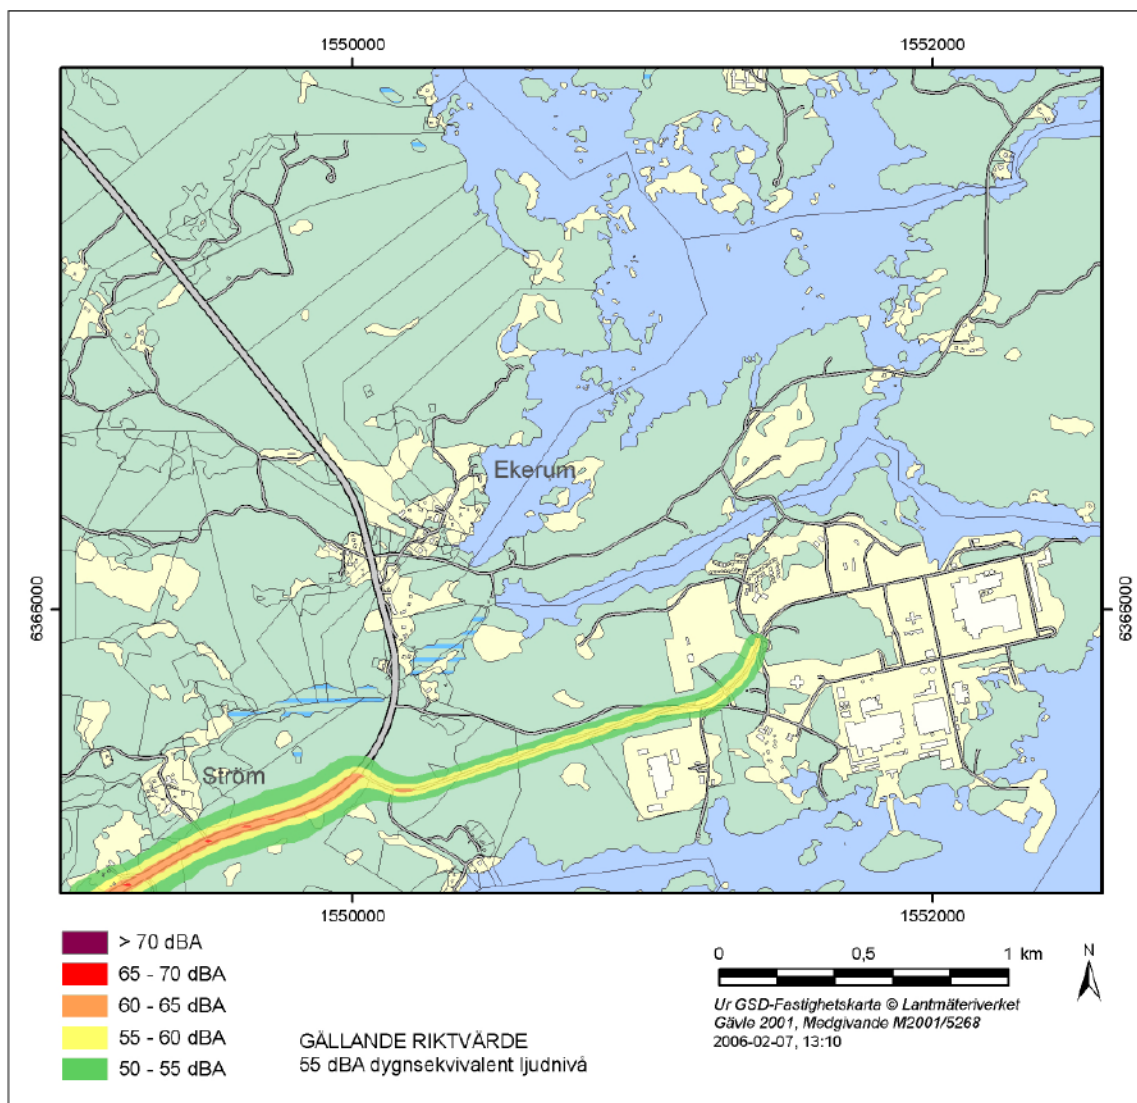 1550000
1552000
Ekerum
6366000
6366000
Ström
1550000
1552000
> 70 dBA
65 - 70 dBA
60 - 65 dBA
55 - 60 dBA
50 - 55 dBA
GÄLLANDE RIKTVÄRDE
55 dBA dygnsekvivalent ljudnivå
0 0,5 1 km
N
Ur GSD-Fastighetskarta © Lantmäteriverket
Gävle 2001, Medgivande M2001/5268
2006-02-07, 13:10